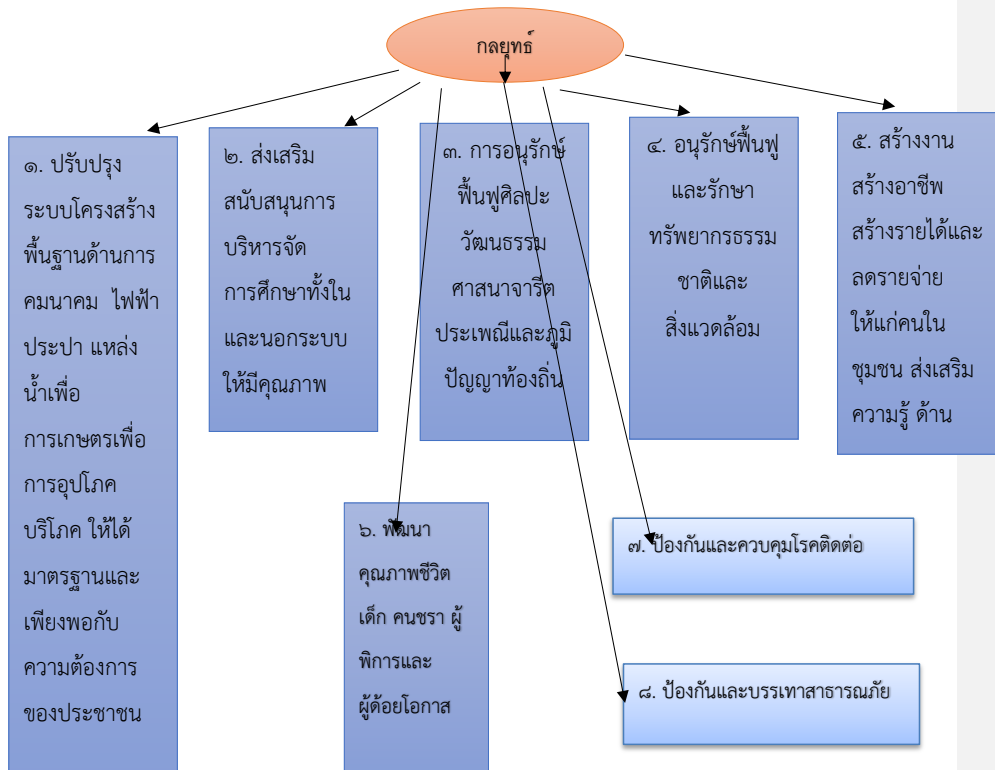 กลยุทธ์
๑. ปรับปรุง
ระบบโครงสร้าง
พื้นฐานด้านการ
คมนาคม ไฟฟ้า
ประปา แหล่ง
น้ำเพื่อ
การเกษตรเพื่อ
การอุปโภค
บริโภค ให้ได้
มาตรฐานและ
เพียงพอกับ
ความต้องการ
ของประชาชน
๒. ส่งเสริม
สนับสนุนการ
บริหารจัด
การศึกษาทั้งใน
และนอกระบบ
ให้มีคุณภาพ
๓. การอนุรักษ์
ฟื้นฟูศิลปะ
วัฒนธรรม
ศาสนาจารีต
ประเพณีและภูมิ
ปัญญาท้องถิ่น
๔. อนุรักษ์ฟื้นฟู
และรักษา
ทรัพยากรธรรม
ชาติและ
สิ่งแวดล้อม
๕. สร้างงาน
สร้างอาชีพ
สร้างรายได้และ
ลดรายจ่าย
ให้แก่คนใน
ชุมชน ส่งเสริม
ความรู้ ด้าน
๖. พัฒนา
คุณภาพชีวิต
เด็ก คนชรา ผู้
พิการและ
ผู้ด้อยโอกาส
๗. ป้องกันและควบคุมโรคติดต่อ
๘. ป้องกันและบรรเทาสาธารณภัย